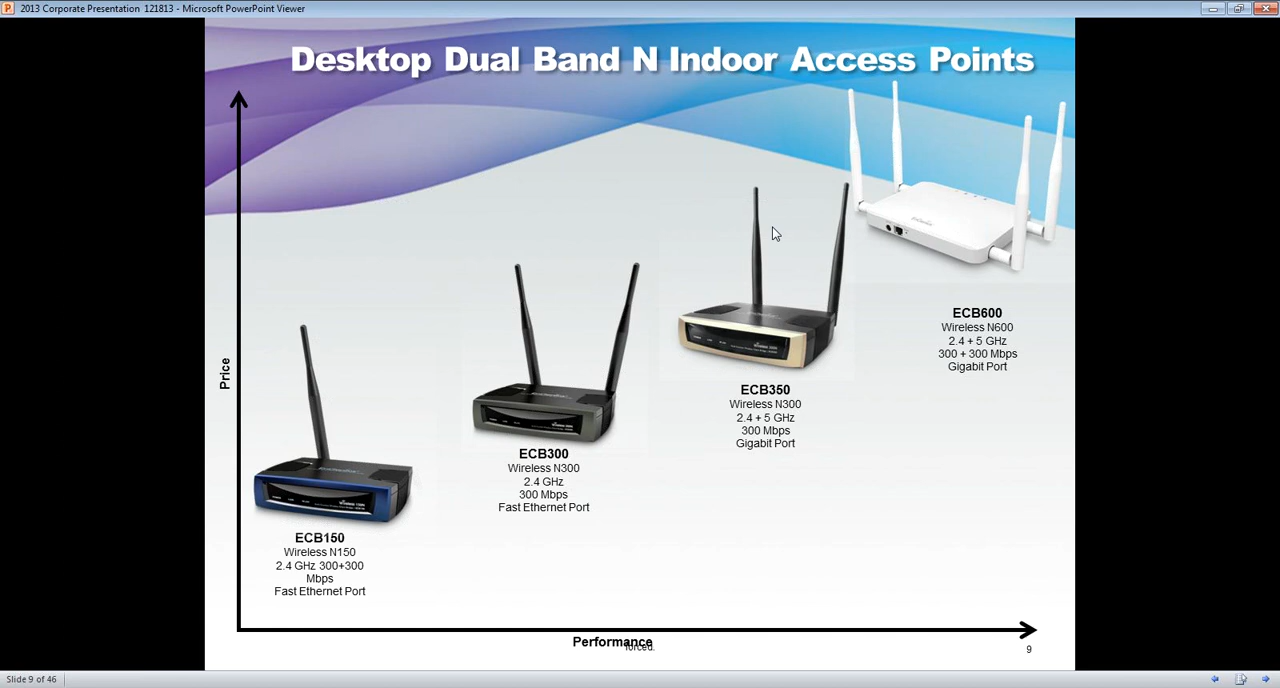 2013 Corporate Presentation 121813 - Microsoft PowerPoint Viewer
Desktop Dual Band N Indoor Access Points
Price
ECB600
Wireless N600
2.4 + 5 GHz
300 + 300 Mbps
Gigabit Port
ECB350
Wireless N300
2.4 + 5 GHz
300 Mbps
Gigabit Port
ECB300
Wireless N300
2.4 GHz
300 Mbps
Fast Ethernet Port
ECB150
Wireless N150
2.4 GHz 300+300
Mbps
Fast Ethernet Port
Performance
forced.
9
Slide 9 of 46